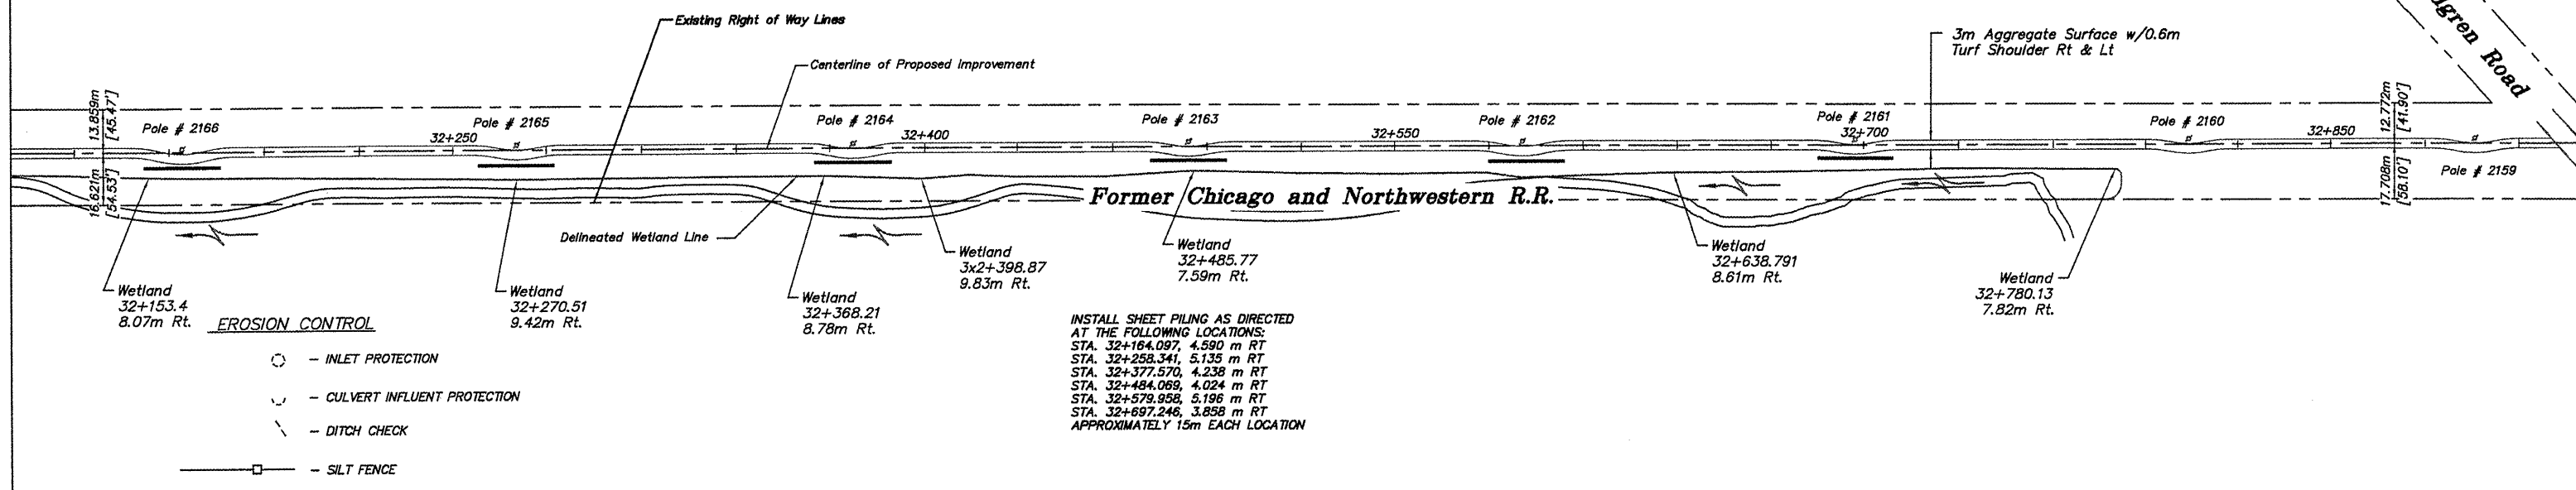 Existing Right of Way Lines
Centerline of Proposed Improvement
3m Aggregate Surface w/0.6m
Turf Shoulder Rt & Lt
dgren Road
13.859m
[45.47']
16.621m
[54.53']
12.772m
[41.90']
17.708m
[58.10']
Pole # 2166
32+250
Pole # 2165
Pole # 2164
32+400
Pole # 2163
32+550
Pole # 2162
Pole # 2161
32+700
Pole # 2160
32+850
Pole # 2159
Former Chicago and Northwestern R.R.
Delineated Wetland Line
Wetland
32+153.4
8.07m Rt.
Wetland
32+270.51
9.42m Rt.
Wetland
32+368.21
8.78m Rt.
Wetland
3x2+398.87
9.83m Rt.
Wetland
32+485.77
7.59m Rt.
Wetland
32+638.791
8.61m Rt.
Wetland
32+780.13
7.82m Rt.
EROSION CONTROL
- INLET PROTECTION
- CULVERT INFLUENT PROTECTION
- DITCH CHECK
- SILT FENCE
INSTALL SHEET PILING AS DIRECTED
AT THE FOLLOWING LOCATIONS:
STA. 32+164.097, 4.590 m RT
STA. 32+258.341, 5.135 m RT
STA. 32+377.570, 4.238 m RT
STA. 32+484.069, 4.024 m RT
STA. 32+579.958, 5.196 m RT
STA. 32+697.246, 3.858 m RT
APPROXIMATELY 15m EACH LOCATION